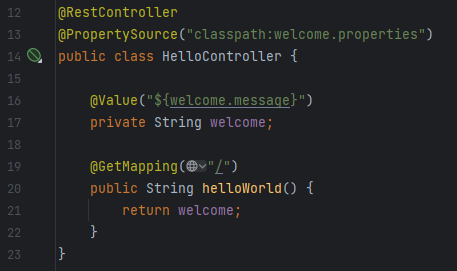 12 @RestController
13 @PropertySource("classpath:welcome.properties")
14 public class HelloController {
15
16 @Value("${welcome.message}")
17 private String welcome;
18
19 @GetMapping("/")
20 public String helloWorld() {
21 return welcome;
22 }
23 }